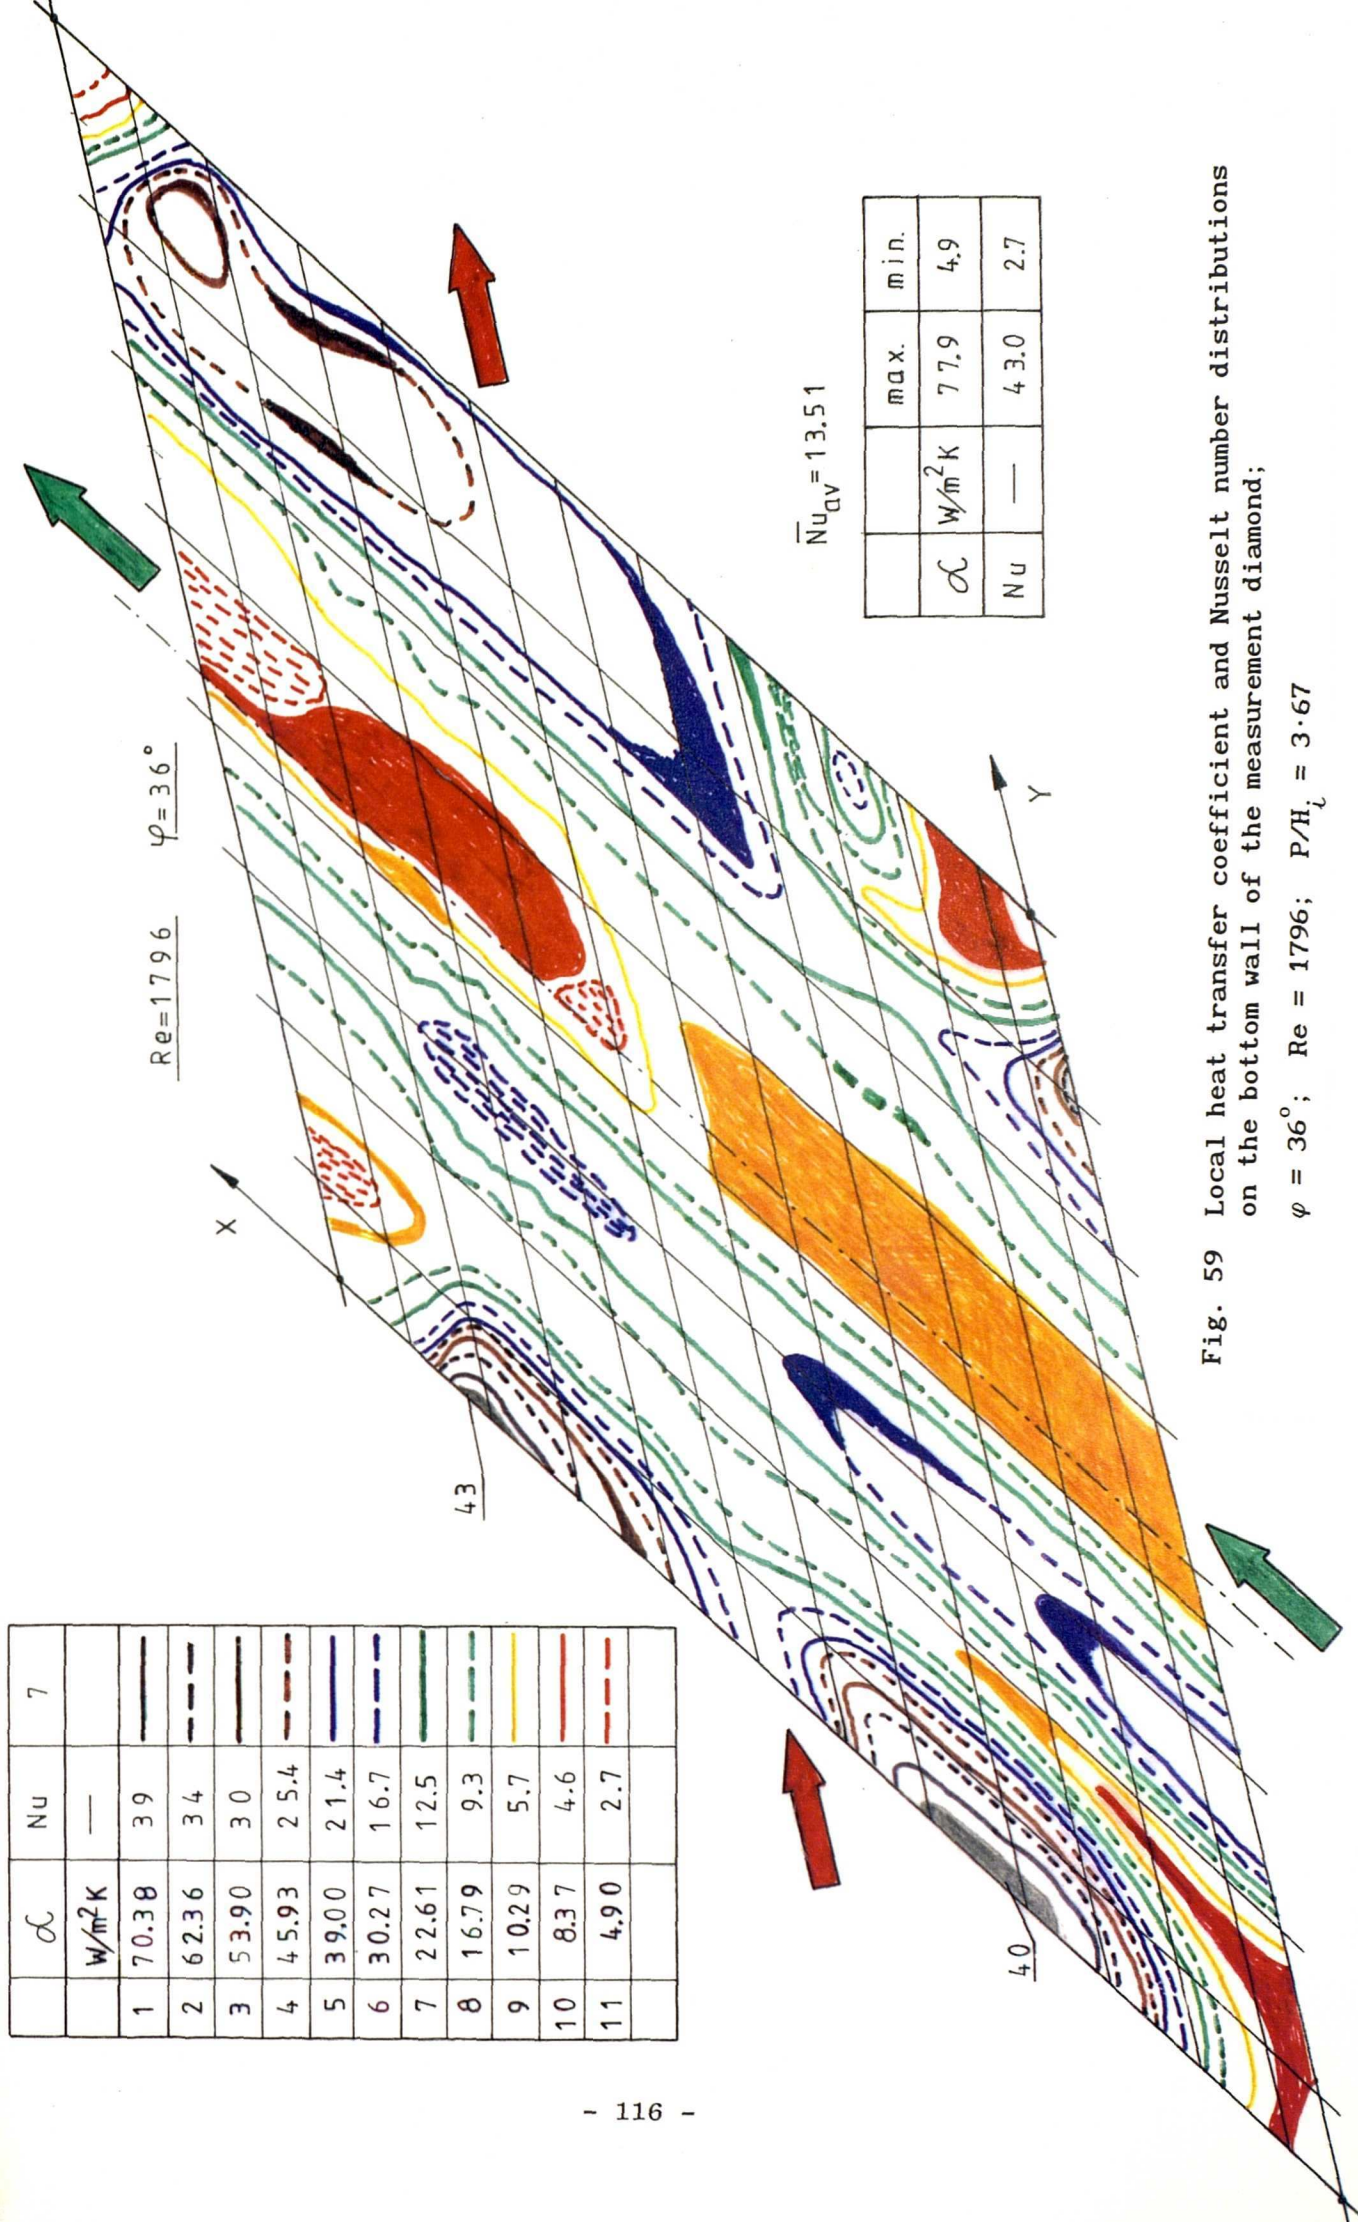 α Nu 7
W/m²K —
1 70.38 39
2 62.36 34
3 53.90 30
4 45.93 25.4
5 39.00 21.4
6 30.27 16.7
7 22.61 12.5
8 16.79 9.3
9 10.29 5.7
10 8.37 4.6
11 4.90 2.7
Re=1796 φ=36°
X
Y
43
40
N̅u_av = 13.51
max. min.
α W/m²K 77.9 4.9
Nu — 43.0 2.7
Fig. 59 Local heat transfer coefficient and Nusselt number distributions
on the bottom wall of the measurement diamond;
φ = 36°; Re = 1796; P/H_i = 3·67
- 116 -